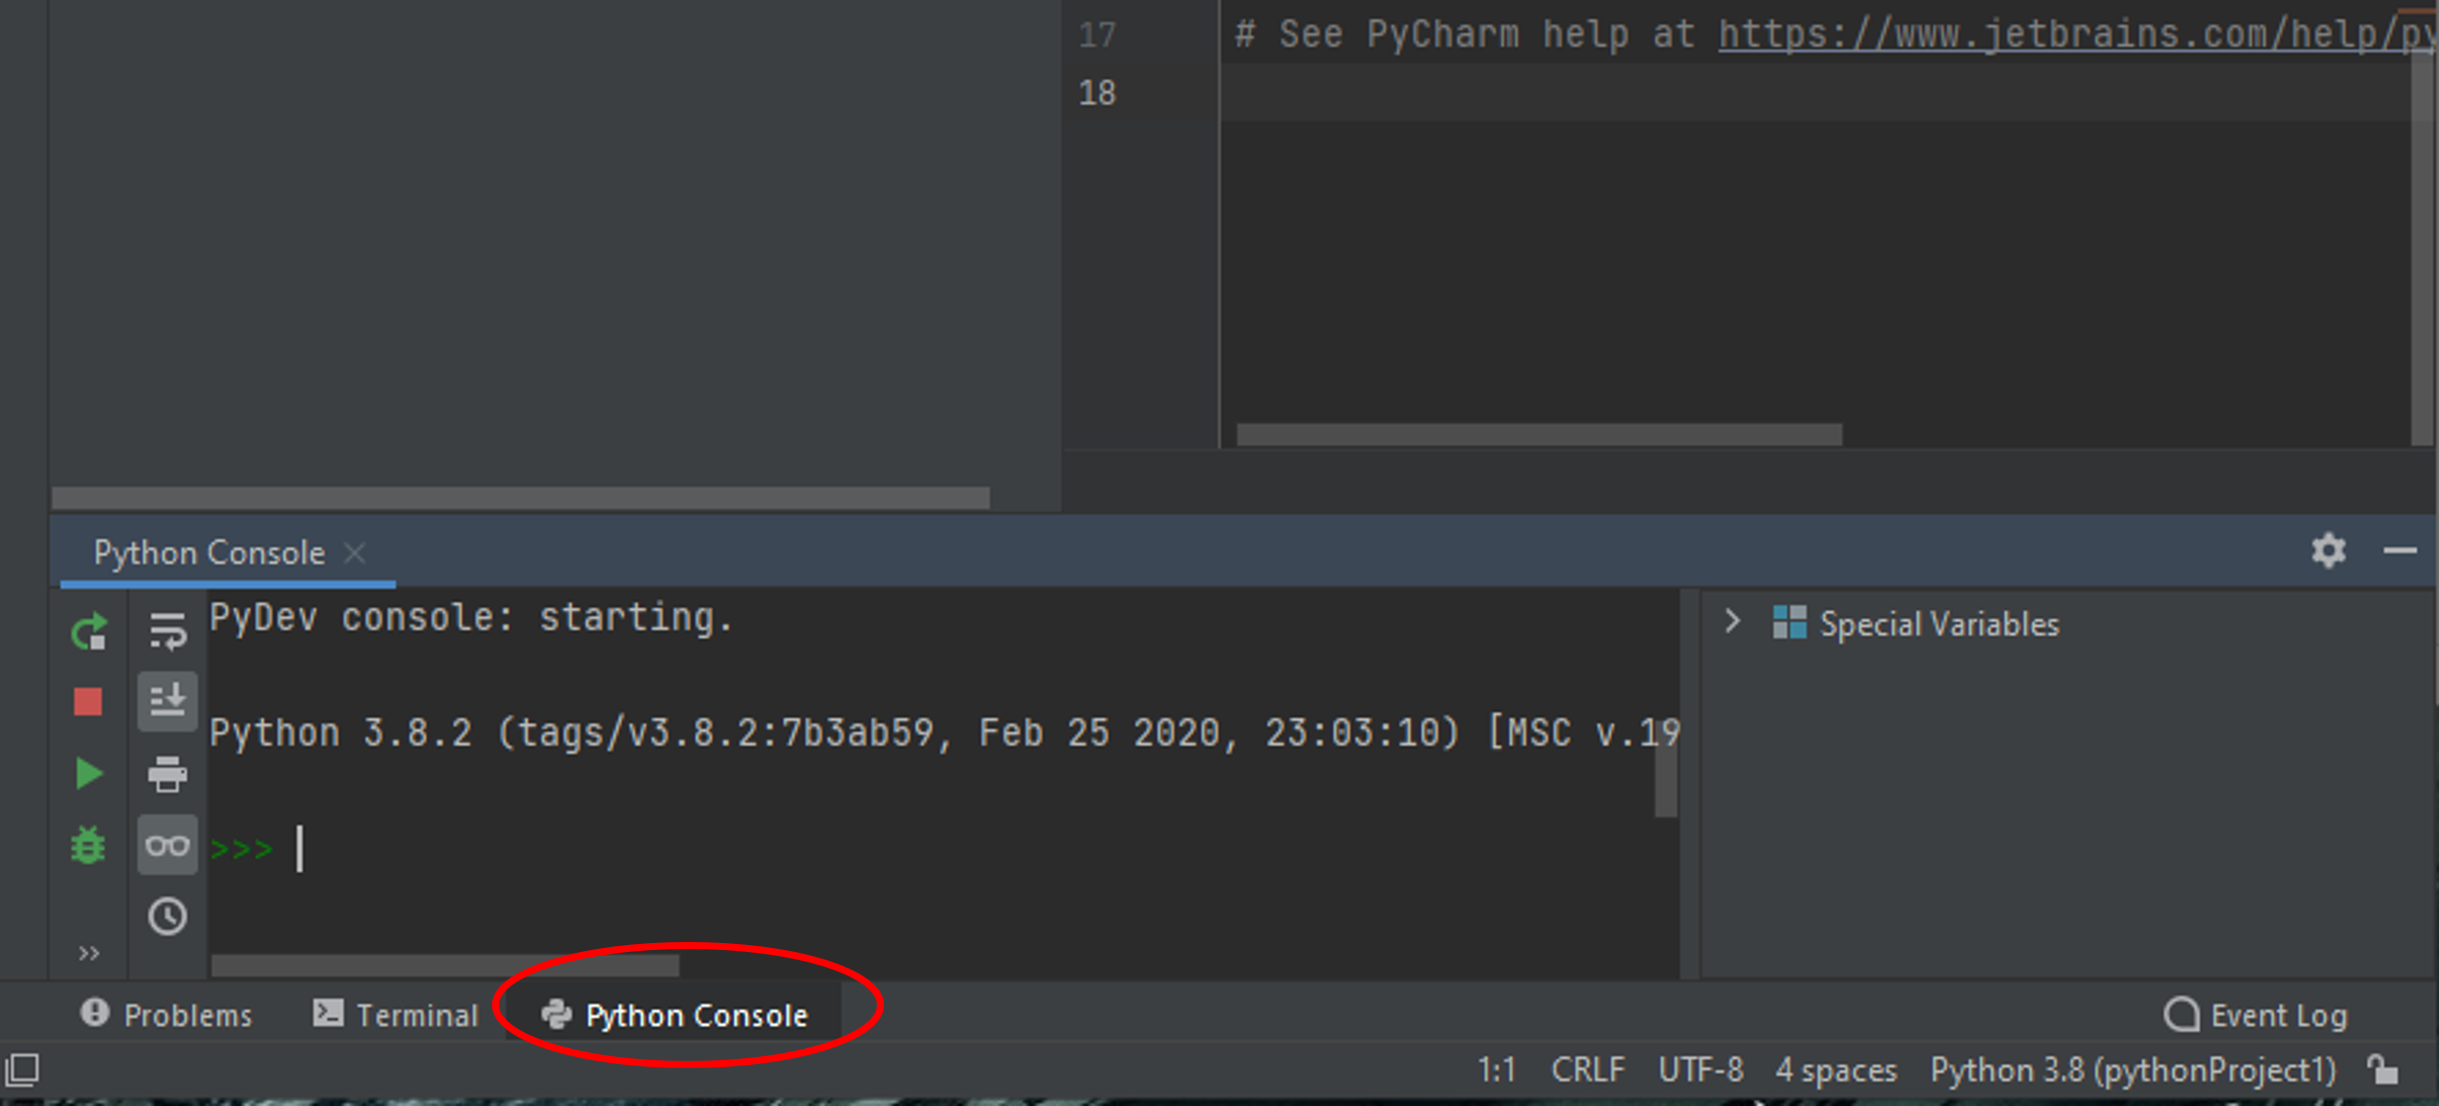 17 # See PyCharm help at https://www.jetbrains.com/help/py
18
Python Console
PyDev console: starting.
Special Variables
Python 3.8.2 (tags/v3.8.2:7b3ab59, Feb 25 2020, 23:03:10) [MSC v.19
>>>
Problems Terminal Python Console Event Log
1:1 CRLF UTF-8 4 spaces Python 3.8 (pythonProject1)